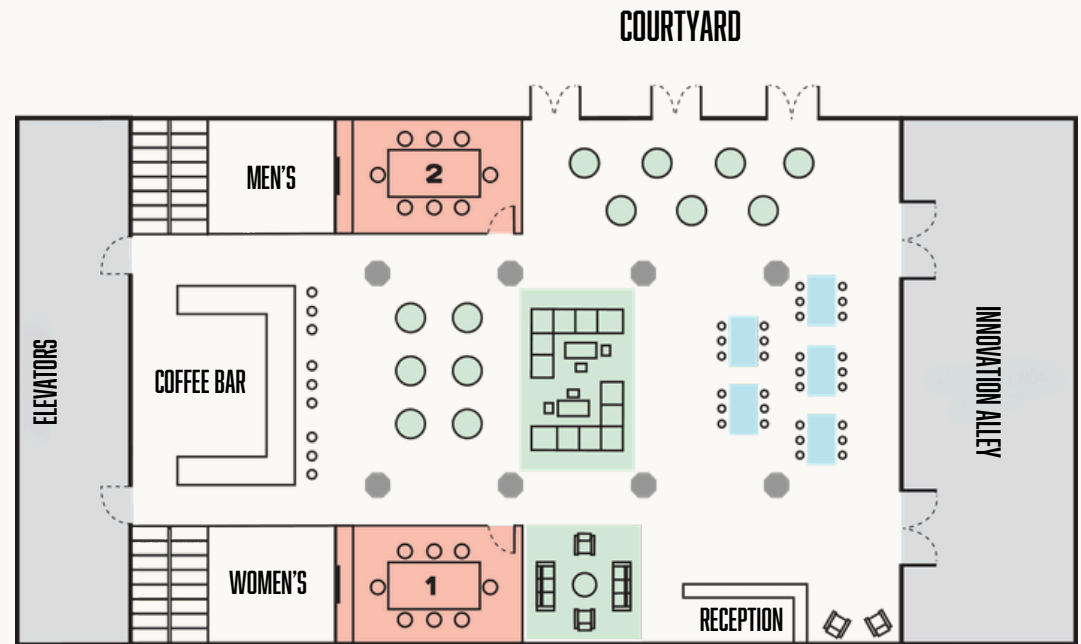 COURTYARD
MEN'S
2
ELEVATORS
COFFEE BAR
INNOVATION ALLEY
WOMEN'S
1
RECEPTION